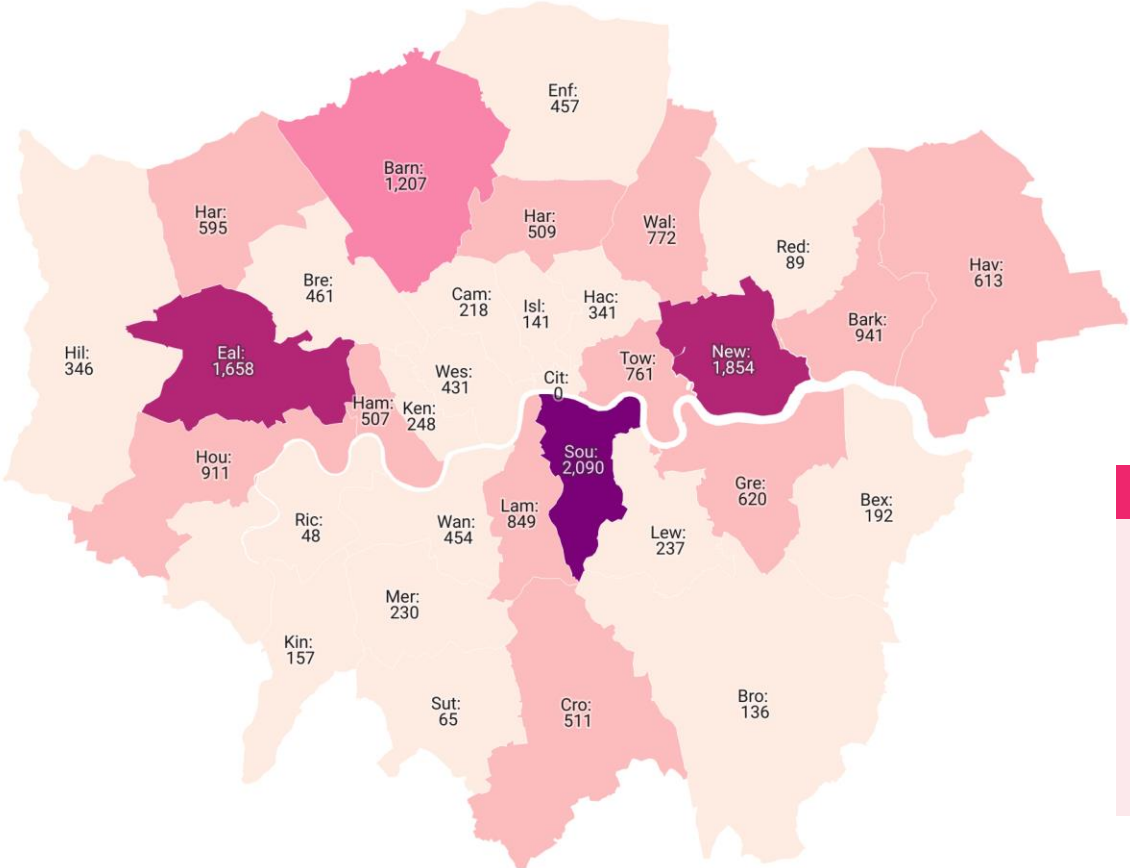 Enf:
457
Barn:
1,207
Har:
595
Har:
509
Wal:
772
Red:
89
Hav:
613
Bre:
461
Cam:
218
Isl:
141
Hac:
341
Bark:
941
Hil:
346
Eal:
1,658
Wes:
431
Cit:
0
Tow:
761
New:
1,854
Ham:
507
Ken:
248
Hou:
911
Sou:
2,090
Gre:
620
Bex:
192
Ric:
48
Wan:
454
Lam:
849
Lew:
237
Mer:
230
Kin:
157
Sut:
65
Cro:
511
Bro:
136